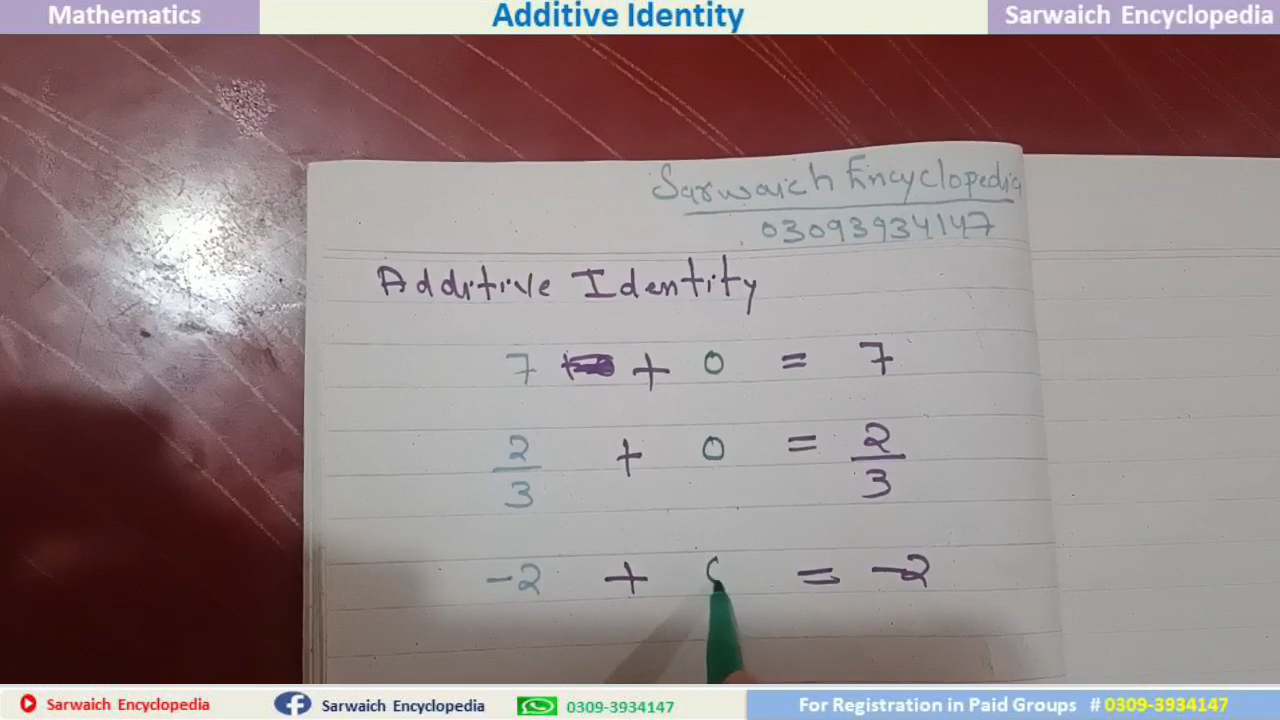 Mathematics
Additive Identity
Sarwaich Encyclopedia
Sarwaich Encyclopedia
03093934147
Additive Identity
7 + 0 = 7
2/3 + 0 = 2/3
-2 + = -2
Sarwaich Encyclopedia
Sarwaich Encyclopedia
0309-3934147
For Registration in Paid Groups # 0309-3934147